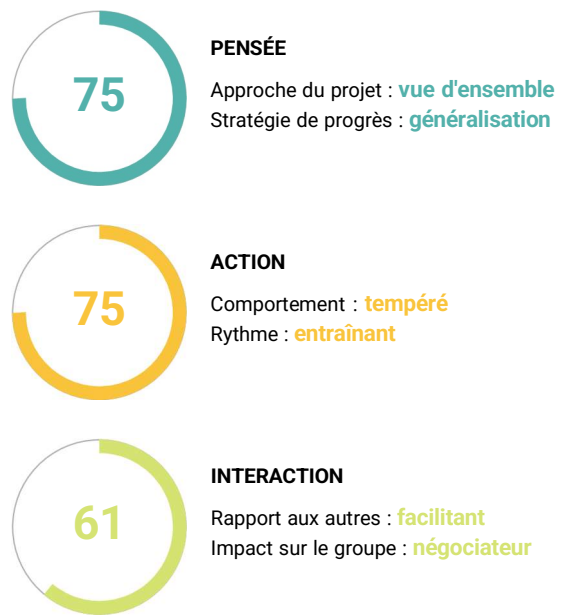 75
PENSÉE
Approche du projet : vue d'ensemble
Stratégie de progrès : généralisation
75
ACTION
Comportement : tempéré
Rythme : entraînant
61
INTERACTION
Rapport aux autres : facilitant
Impact sur le groupe : négociateur